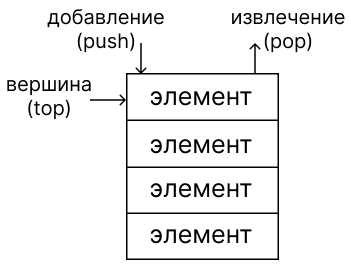 добавление
(push)
извлечение
(pop)
вершина
(top)
элемент
элемент
элемент
элемент